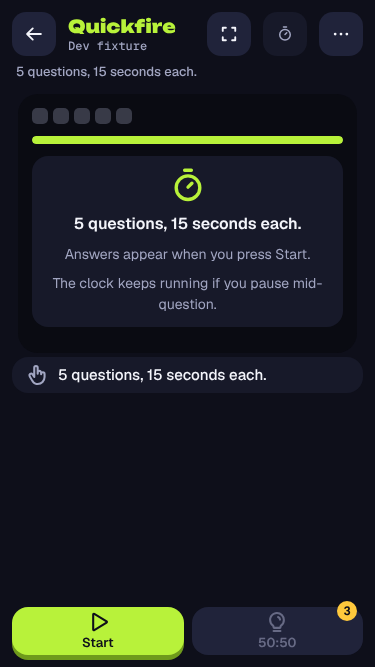 Quickfire
Dev fixture
5 questions, 15 seconds each.
5 questions, 15 seconds each.
Answers appear when you press Start.
The clock keeps running if you pause mid-
question.
5 questions, 15 seconds each.
3
Start
50:50